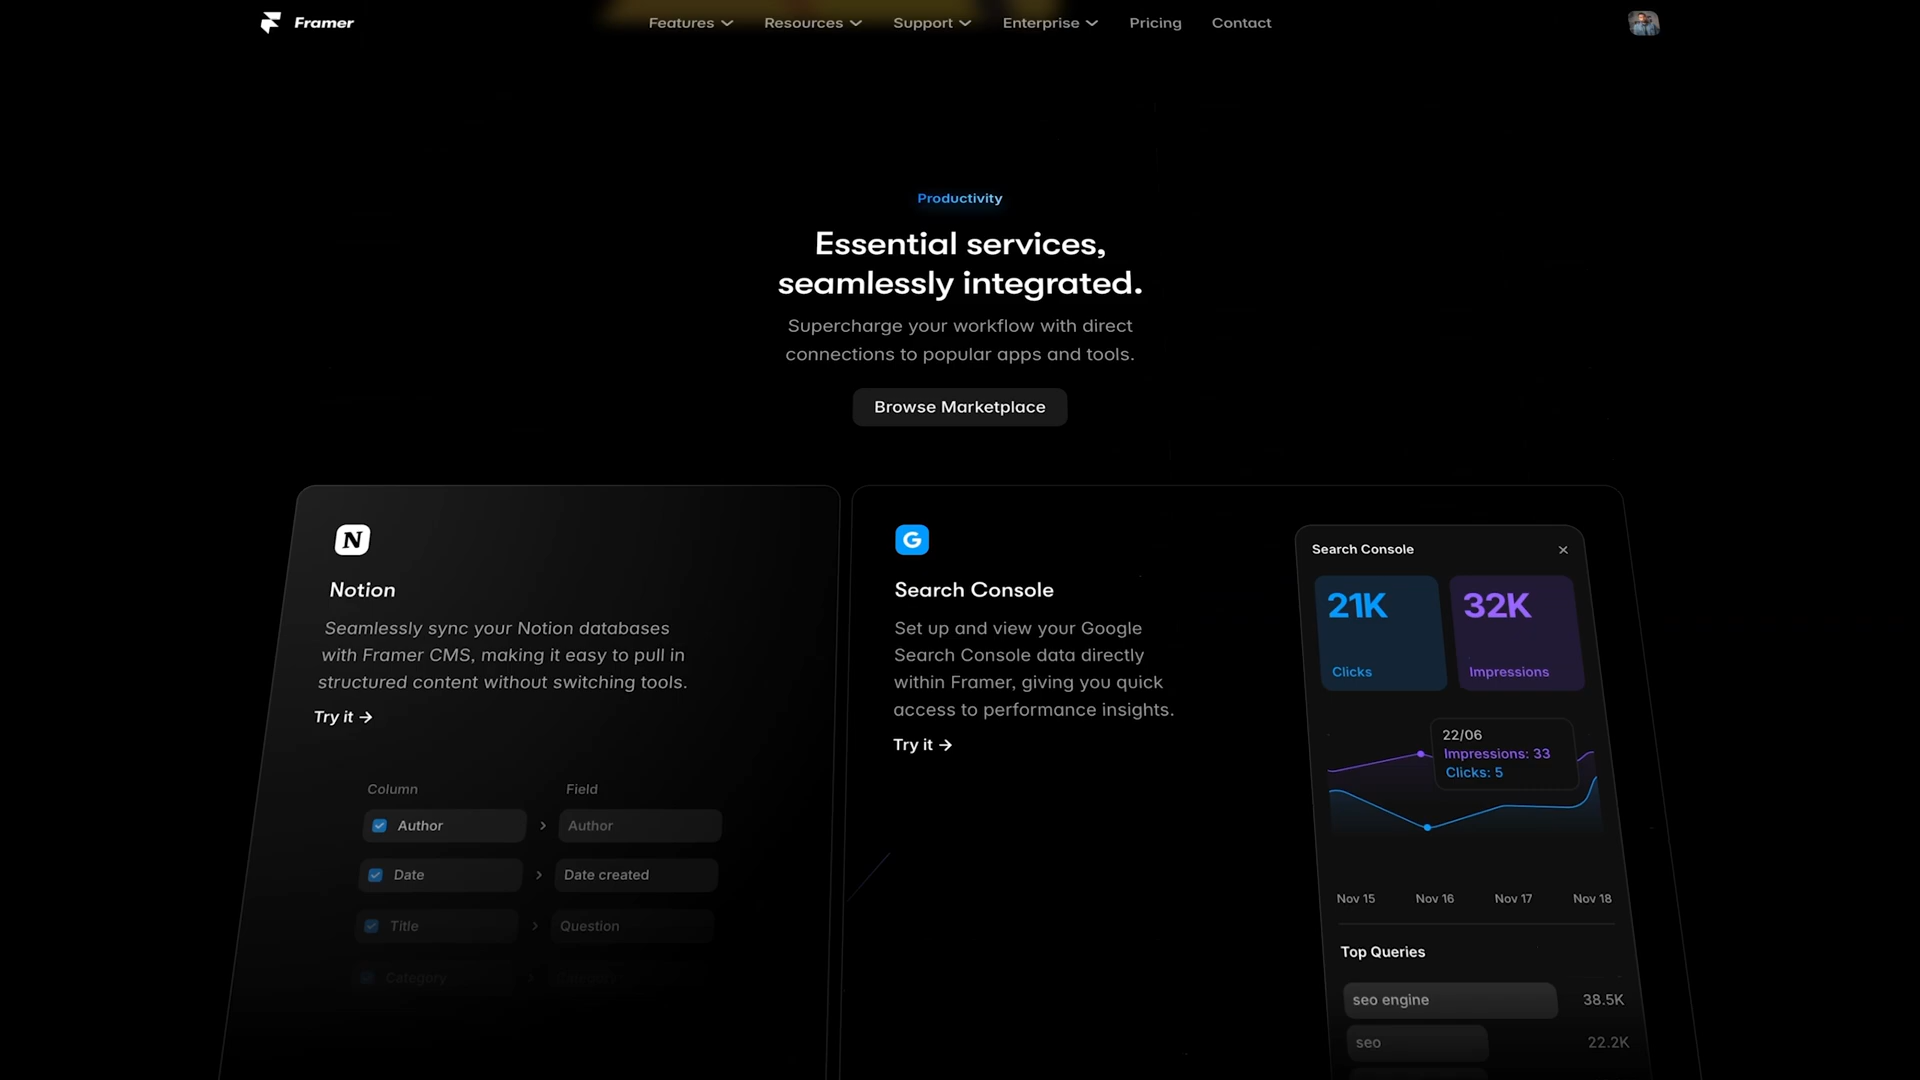 Framer
Features
Resources
Support
Enterprise
Pricing
Contact
Productivity
Essential services,
seamlessly integrated.
Supercharge your workflow with direct
connections to popular apps and tools.
Browse Marketplace
N
Notion
Seamlessly sync your Notion databases
with Framer CMS, making it easy to pull in
structured content without switching tools.
Try it →
Column
Field
Author
Author
Date
Date created
Title
Question
Category
Category
G
Search Console
Set up and view your Google
Search Console data directly
within Framer, giving you quick
access to performance insights.
Try it →
Search Console
21K
Clicks
32K
Impressions
22/06
Impressions: 33
Clicks: 5
Nov 15
Nov 16
Nov 17
Nov 18
Top Queries
seo engine
38.5K
seo
22.2K